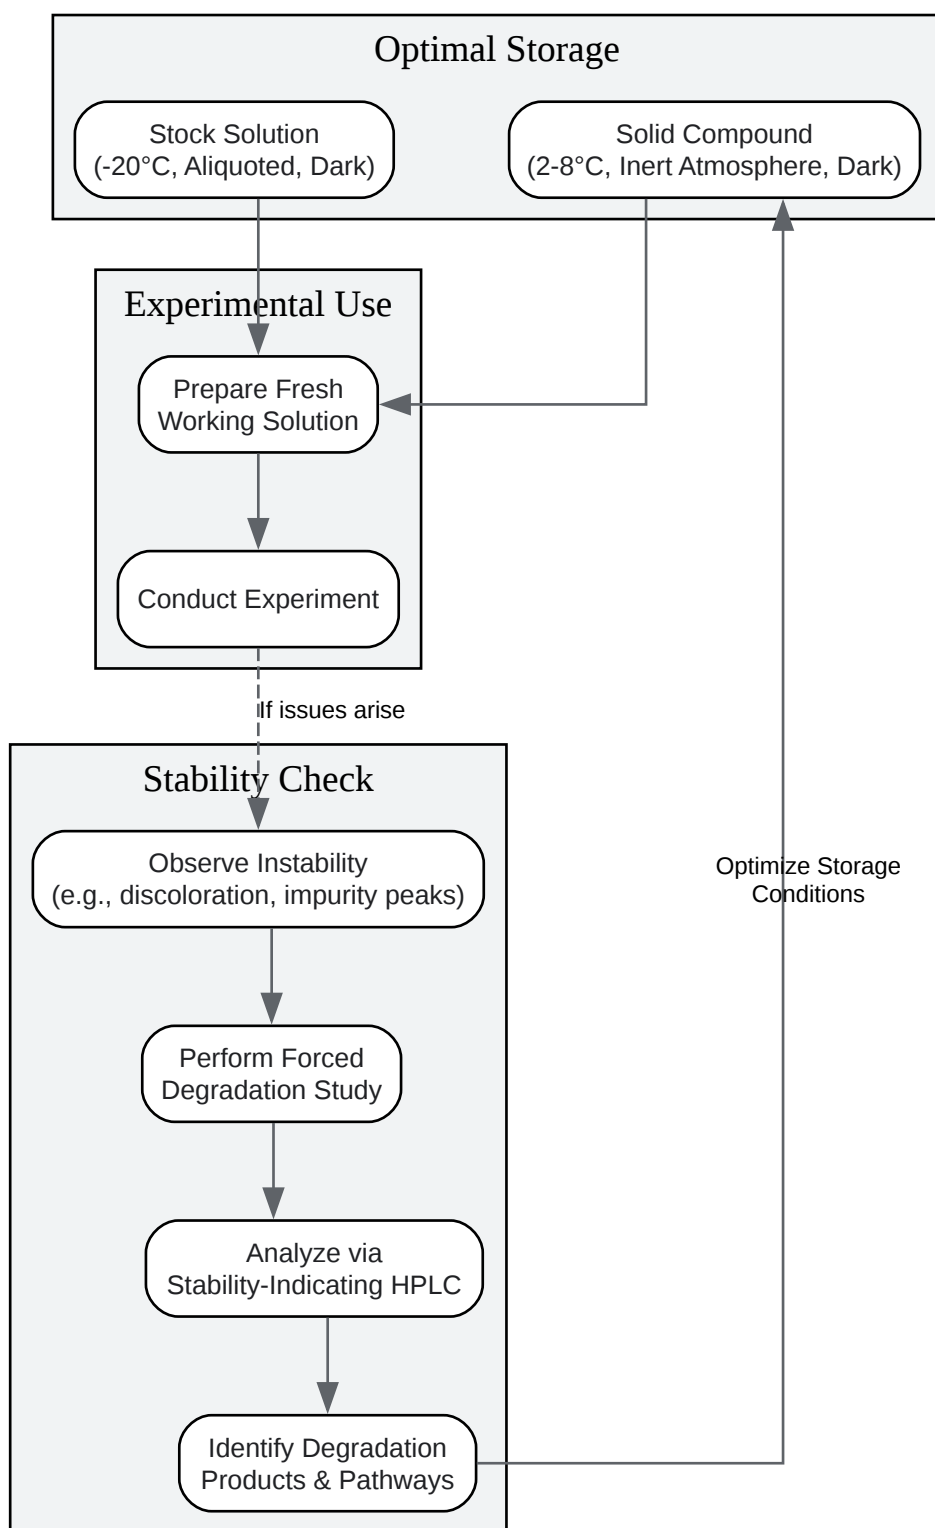 Optimal Storage
Stock Solution
(-20°C, Aliquoted, Dark)
Solid Compound
(2-8°C, Inert Atmosphere, Dark)
Experimental Use
Prepare Fresh
Working Solution
Conduct Experiment
If issues arise
Stability Check
Observe Instability
(e.g., discoloration, impurity peaks)
Optimize Storage
Conditions
Perform Forced
Degradation Study
Analyze via
Stability-Indicating HPLC
Identify Degradation
Products & Pathways